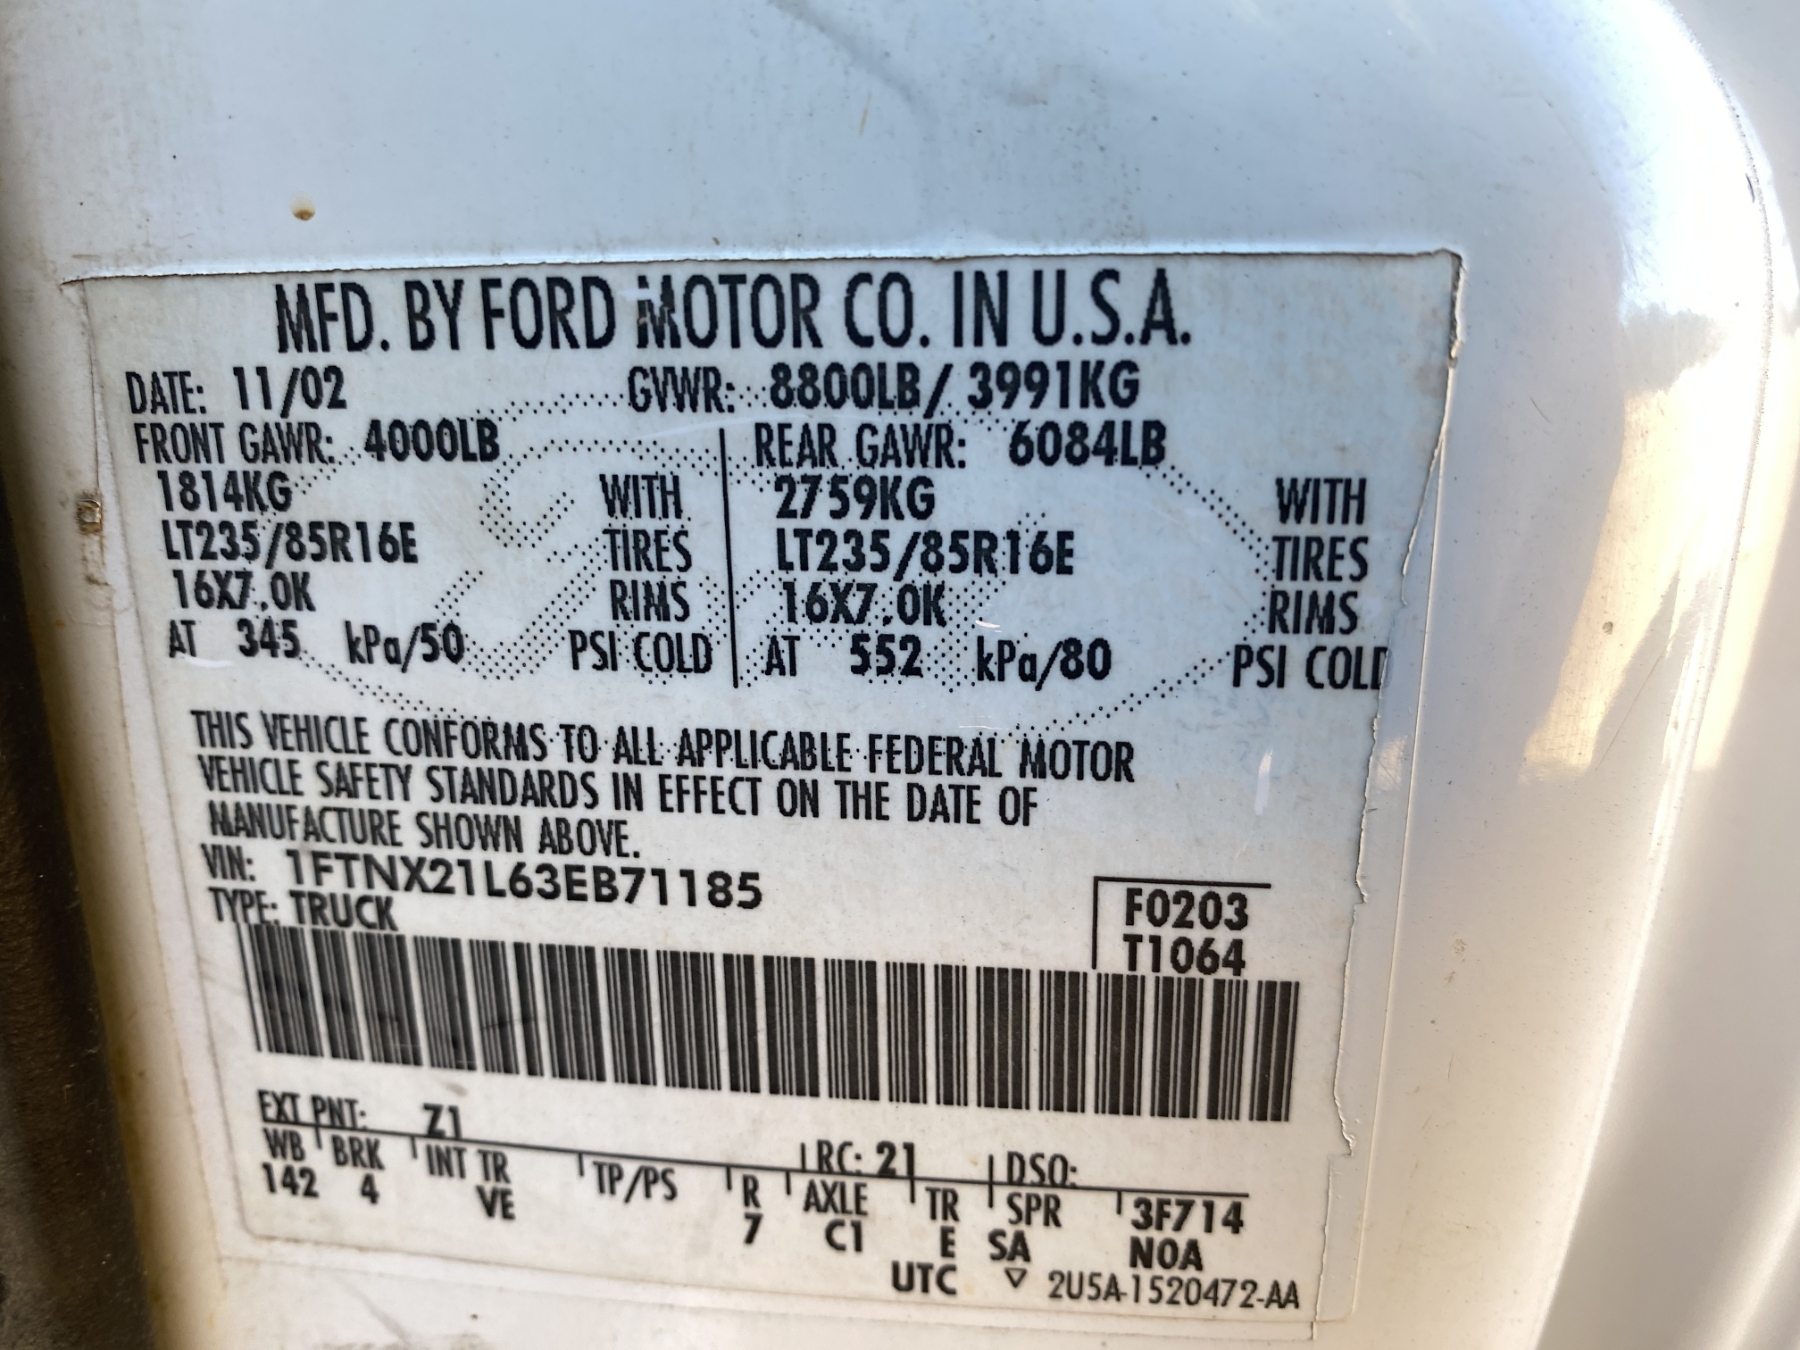 MFD. BY FORD MOTOR CO. IN U.S.A.
DATE: 11/02 GVWR: 8800LB/ 3991KG
FRONT GAWR: 4000LB REAR GAWR: 6084LB
1814KG WITH 2759KG WITH
LT235/85R16E TIRES LT235/85R16E TIRES
16X7.0K RIMS 16X7.0K RIMS
AT 345 kPa/50 PSI COLD AT 552 kPa/80 PSI COLD
THIS VEHICLE CONFORMS TO ALL APPLICABLE FEDERAL MOTOR
VEHICLE SAFETY STANDARDS IN EFFECT ON THE DATE OF
MANUFACTURE SHOWN ABOVE.
VIN: 1FTNX21L63EB71185
TYPE: TRUCK
F0203
T1064
EXT PNT: Z1 RC: 21 DSO:
WB BRK INT TR TP/PS R AXLE TR SPR 3F714
142 4 VE 7 C1 E SA NOA
UTC ▽ 2U5A-1520472-AA